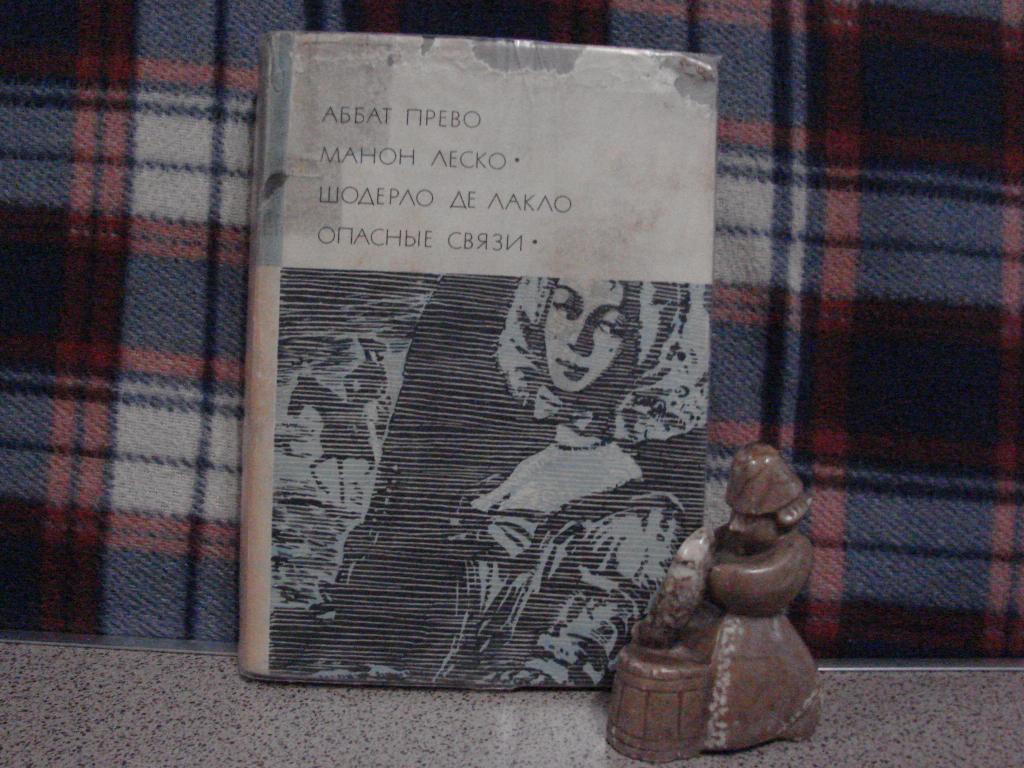 АББАТ ПРЕВО
МАНОН ЛЕСКО •
ШОДЕРЛО ДЕ ЛАКЛО
ОПАСНЫЕ СВЯЗИ •